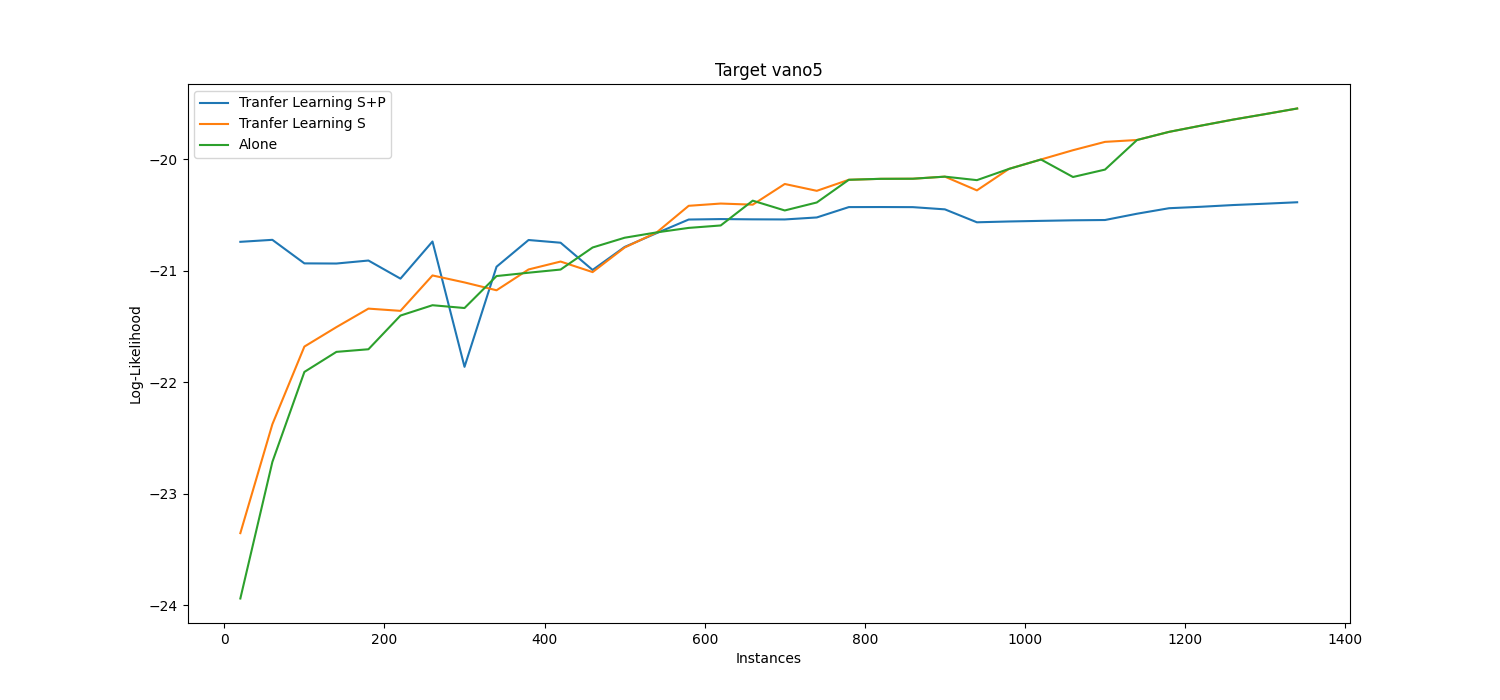 Target vano5
Tranfer Learning S+P
Tranfer Learning S
Alone
Log-Likelihood
−20
−21
−22
−23
−24
0 200 400 600 800 1000 1200 1400
Instances